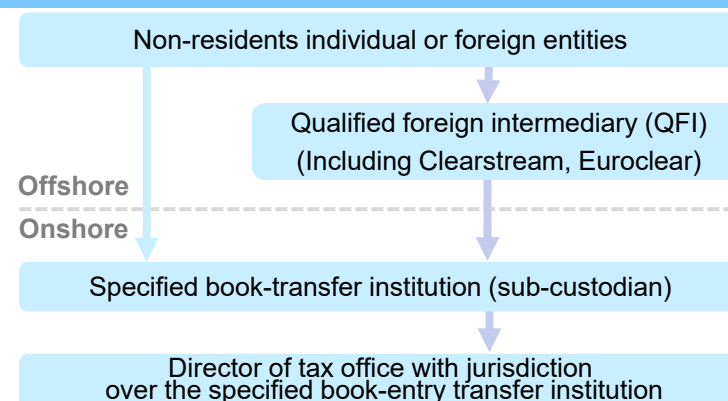 Non-residents individual or foreign entities
Qualified foreign intermediary (QFI)
(Including Clearstream, Euroclear)
Offshore
Onshore
Specified book-transfer institution (sub-custodian)
Director of tax office with jurisdiction
over the specified book-entry transfer institution